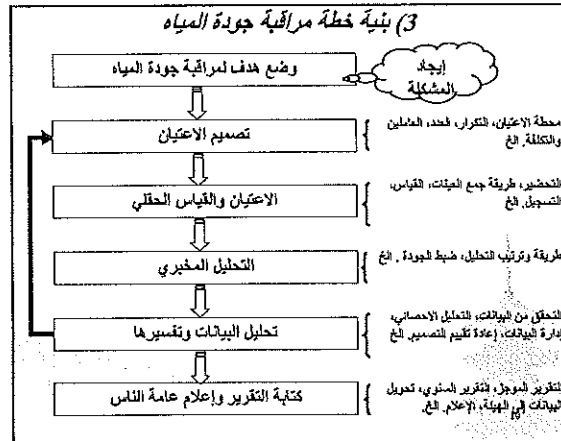 3) بنية خطة مراقبة جودة المياه
إيجاد
المشكلة
وضع هدف لمراقبة جودة المياه
تصميم الاعتيان
محطة الاعتيان، التكرار، العدد، العاملين
والتكلفة. الخ
الاعتيان والقياس الحقلي
التحضير، طريقة جمع العينات، القياس،
التسجيل. الخ
التحليل المخبري
طريقة وترتيب التحليل، ضبط الجودة . الخ
تحليل البيانات وتفسيرها
التحقق من البيانات، التحليل الاحصائي،
إدارة البيانات، إعادة تقييم التصميم. الخ
كتابة التقرير وإعلام عامة الناس
التقرير الموجز، التقرير السنوي، تحويل
البيانات إلى الهيئة، الإعلام. الخ.